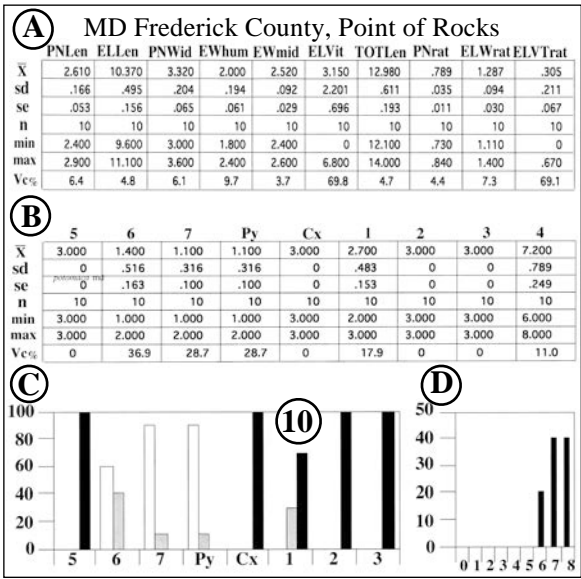 A MD Frederick County, Point of Rocks
PNLen ELLen PNWid EWhum EWmid ELVit TOTLen PNrat ELWrat ELVTrat
X̄ 2.610 10.370 3.320 2.000 2.520 3.150 12.980 .789 1.287 .305
sd .166 .495 .204 .194 .092 2.201 .611 .035 .094 .211
se .053 .156 .065 .061 .029 .696 .193 .011 .030 .067
n 10 10 10 10 10 10 10 10 10 10
min 2.400 9.600 3.000 1.800 2.400 0 12.100 .730 1.110 0
max 2.900 11.100 3.600 2.400 2.600 6.800 14.000 .840 1.400 .670
Vc% 6.4 4.8 6.1 9.7 3.7 69.8 4.7 4.4 7.3 69.1
B
5 6 7 Py Cx 1 2 3 4
X̄ 3.000 1.400 1.100 1.100 3.000 2.700 3.000 3.000 7.200
sd 0 .516 .316 .316 0 .483 0 0 .789
se 0 .163 .100 .100 0 .153 0 0 .249
n 10 10 10 10 10 10 10 10 10
min 3.000 1.000 1.000 1.000 3.000 2.000 3.000 3.000 6.000
max 3.000 2.000 2.000 2.000 3.000 3.000 3.000 3.000 8.000
Vc% 0 36.9 28.7 28.7 0 17.9 0 0 11.0
C
10
100
80
60
40
20
0
5 6 7 Py Cx 1 2 3
D
50
40
30
20
10
0
0 1 2 3 4 5 6 7 8